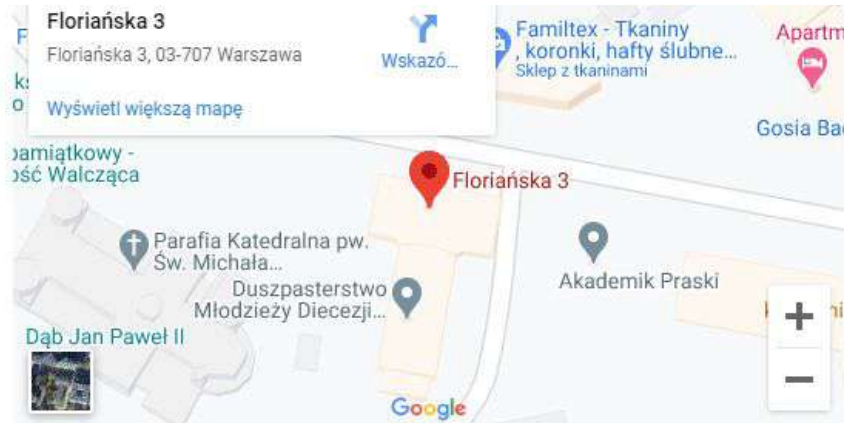 Floriańska 3
Floriańska 3, 03-707 Warszawa
Wskazó...
Wyświetl większą mapę
Familtex - Tkaniny
, koronki, hafty ślubne...
Sklep z tkaninami
Apartm
Gosia Ba
pamiątkowy -
ość Walcząca
Floriańska 3
Parafia Katedralna pw.
Św. Michała...
Duszpasterstwo
Młodzieży Diecezji...
Akademik Praski
Dąb Jan Paweł II
Google